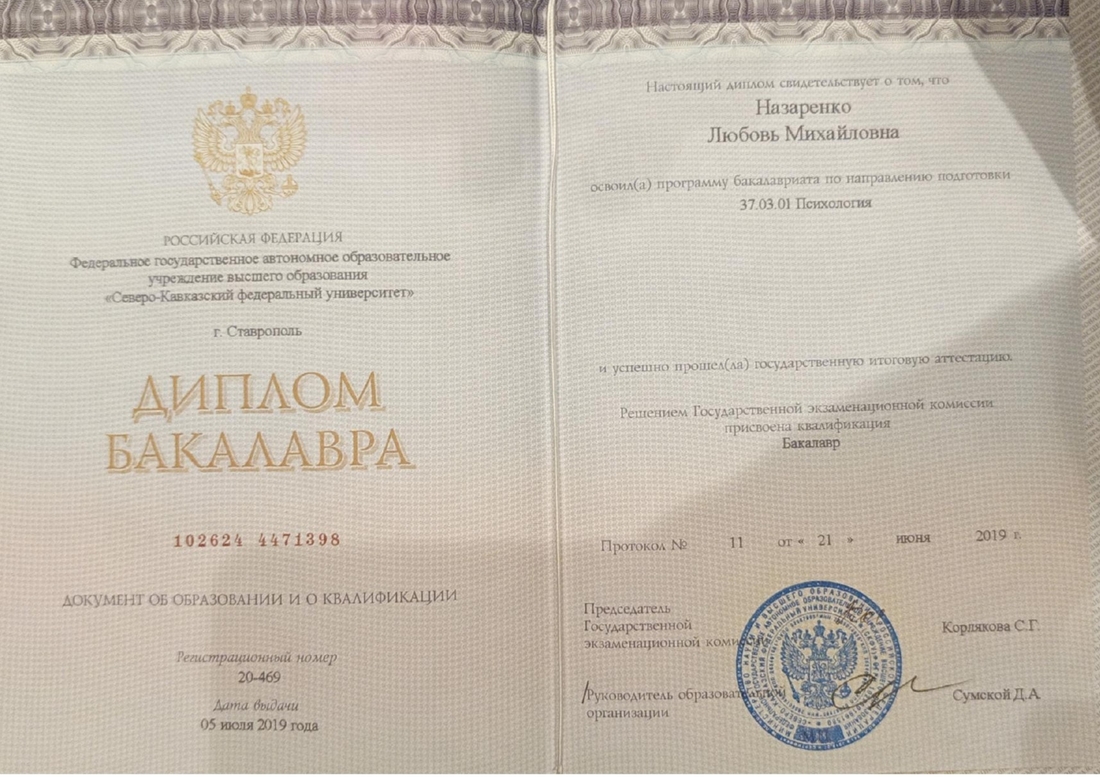 РОССИЙСКАЯ ФЕДЕРАЦИЯ
Федеральное государственное автономное образовательное
учреждение высшего образования
«Северо-Кавказский федеральный университет»
г. Ставрополь
ДИПЛОМ
БАКАЛАВРА
102624 4471398
ДОКУМЕНТ ОБ ОБРАЗОВАНИИ И О КВАЛИФИКАЦИИ
Регистрационный номер
20-469
Дата выдачи
05 июля 2019 года
Настоящий диплом свидетельствует о том, что
Назаренко
Любовь Михайловна
освоил(а) программу бакалавриата по направлению подготовки
37.03.01 Психология
и успешно прошел(ла) государственную итоговую аттестацию.
Решением Государственной экзаменационной комиссии
присвоена квалификация
Бакалавр
Протокол № 11 от « 21 » июня 2019 г.
Председатель
Государственной
экзаменационной
Кордякова С.Г.
Руководитель
организации
Сумской Д.А.